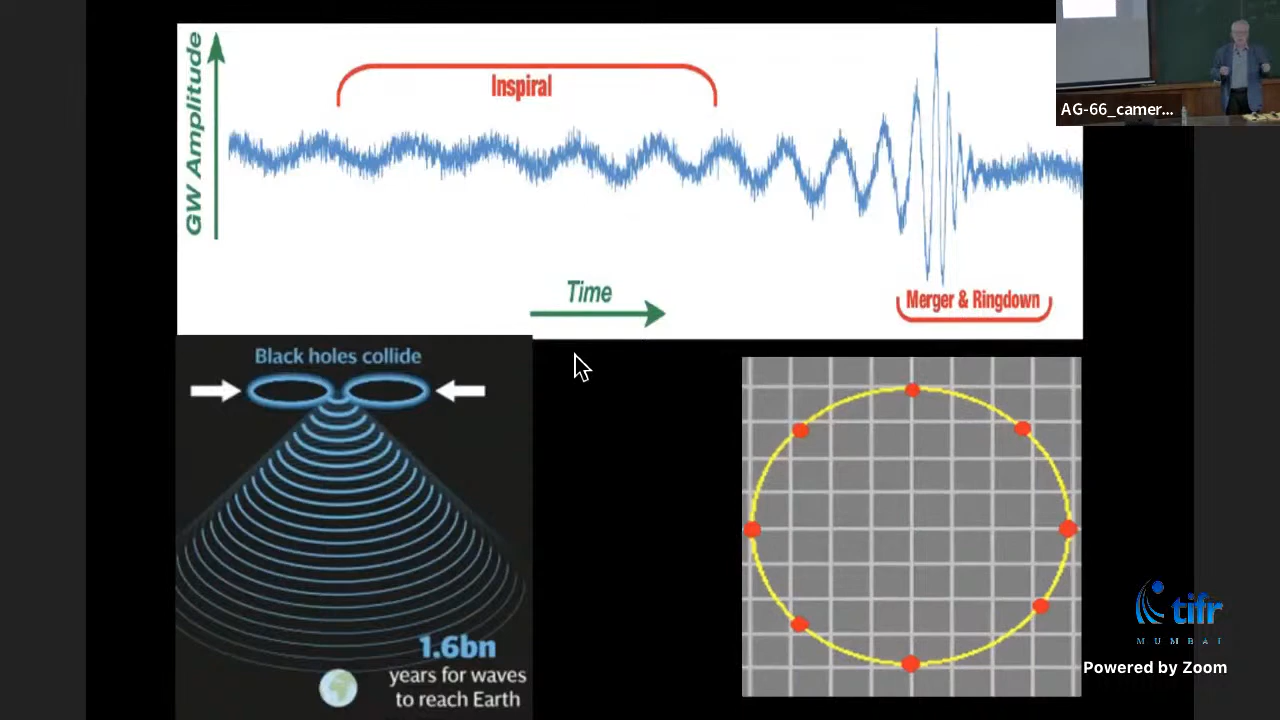 GW Amplitude
Inspiral
AG-66_camer...
Time
Merger & Ringdown
Black holes collide
1.6bn
years for waves
to reach Earth
tifr
MUMBAI
Powered by Zoom